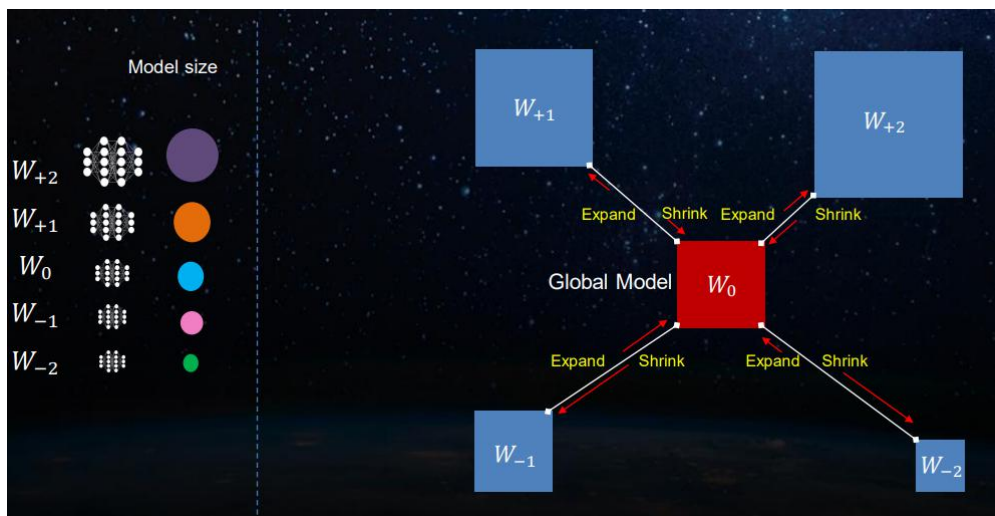 Model size
W+2
W+1
W0
W−1
W−2
W+1
W+2
Expand Shrink Expand Shrink
Global Model W0
Expand Shrink Expand Shrink
W−1
W−2